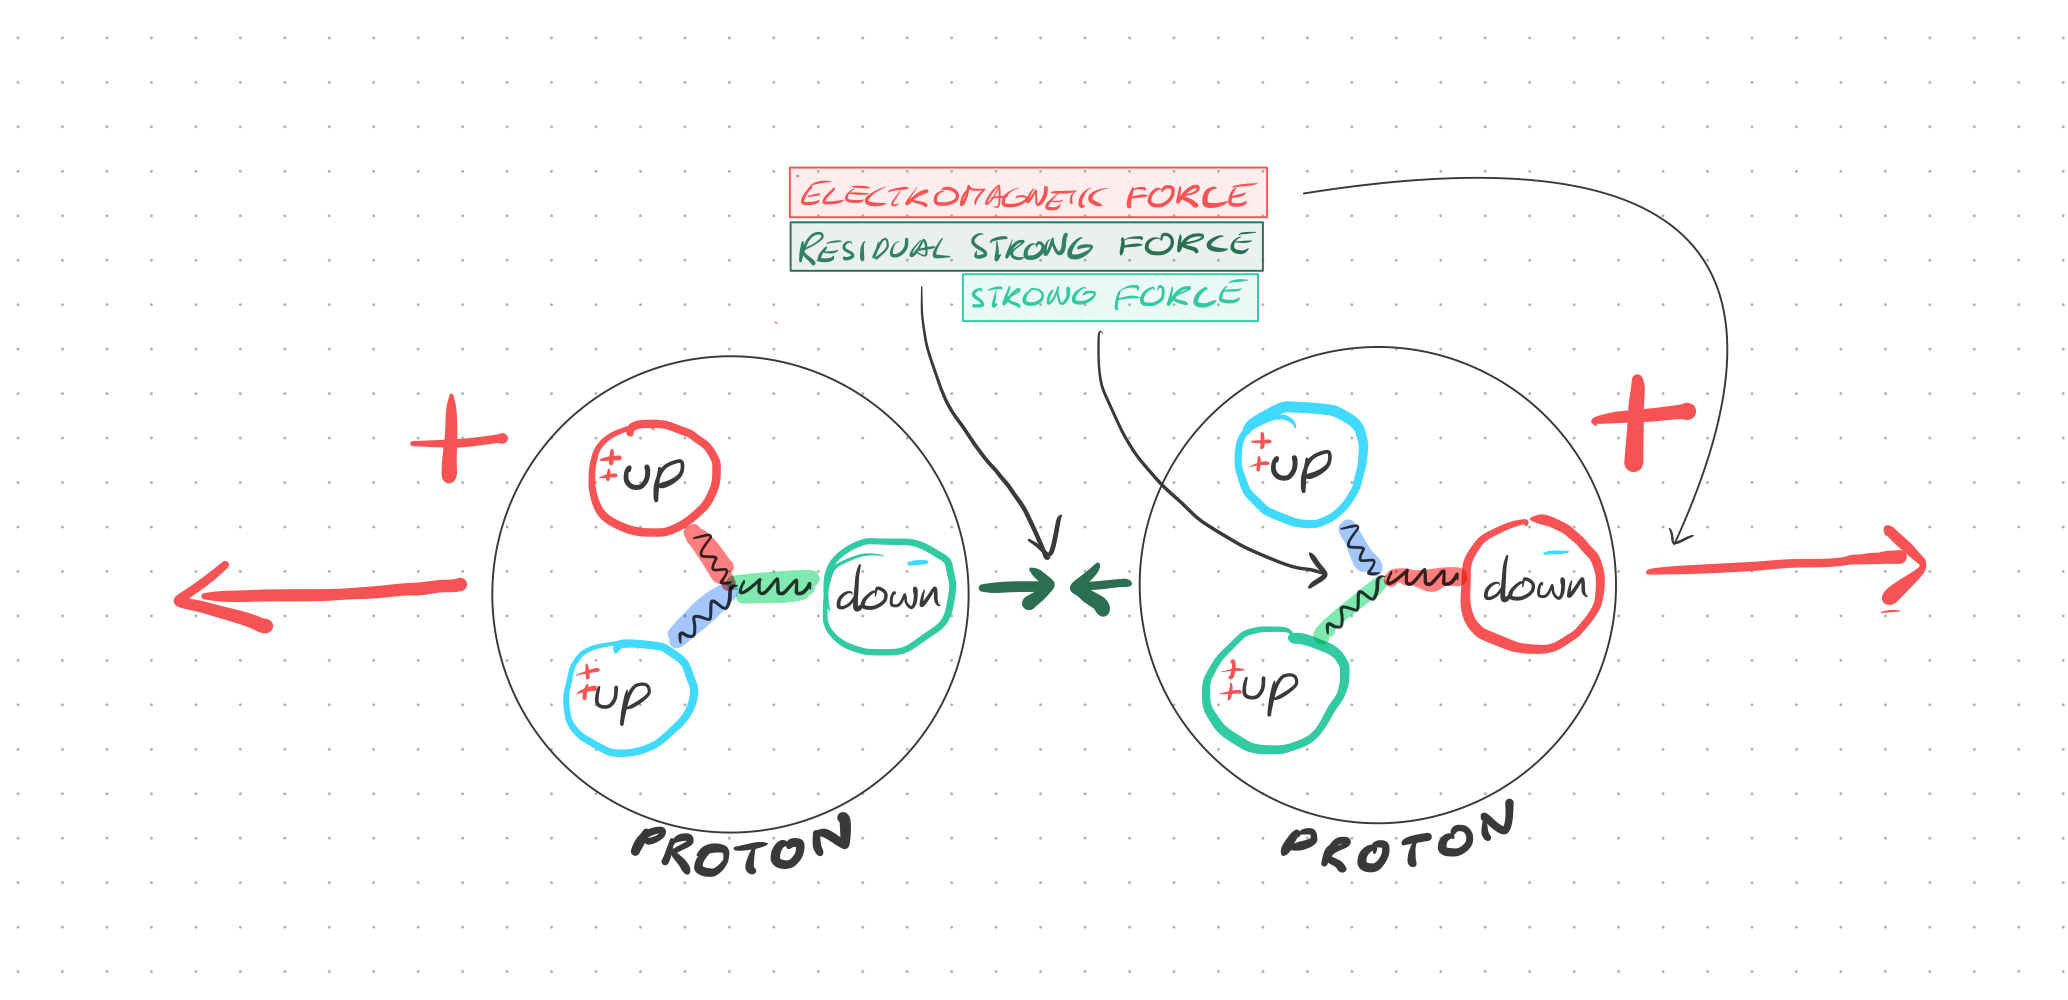 ELECTROMAGNETIC FORCE
RESIDUAL STRONG FORCE
STRONG FORCE
+
+
++ up
++ up
down -
++ up
down -
++ up
PROTON
PROTON